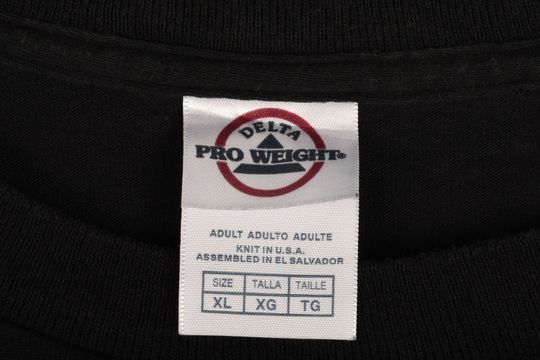 DELTA
PRO WEIGHT®
ADULT ADULTO ADULTE
KNIT IN U.S.A.
ASSEMBLED IN EL SALVADOR
SIZE TALLA TAILLE
XL XG TG